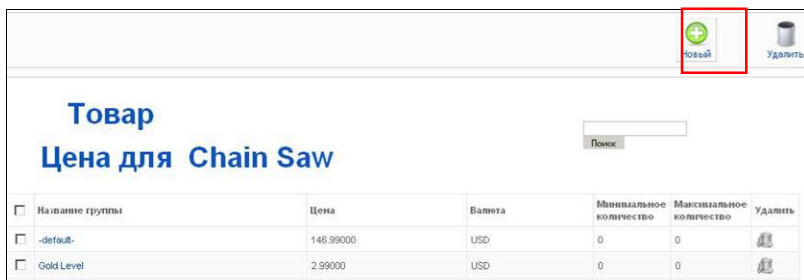 Новый Удалить
Товар
Цена для Chain Saw
Поиск
Название группы Цена Валюта Минимальное количество Максимальное количество Удалить
-default- 146.99000 USD 0 0
Gold Level 2.99000 USD 0 0